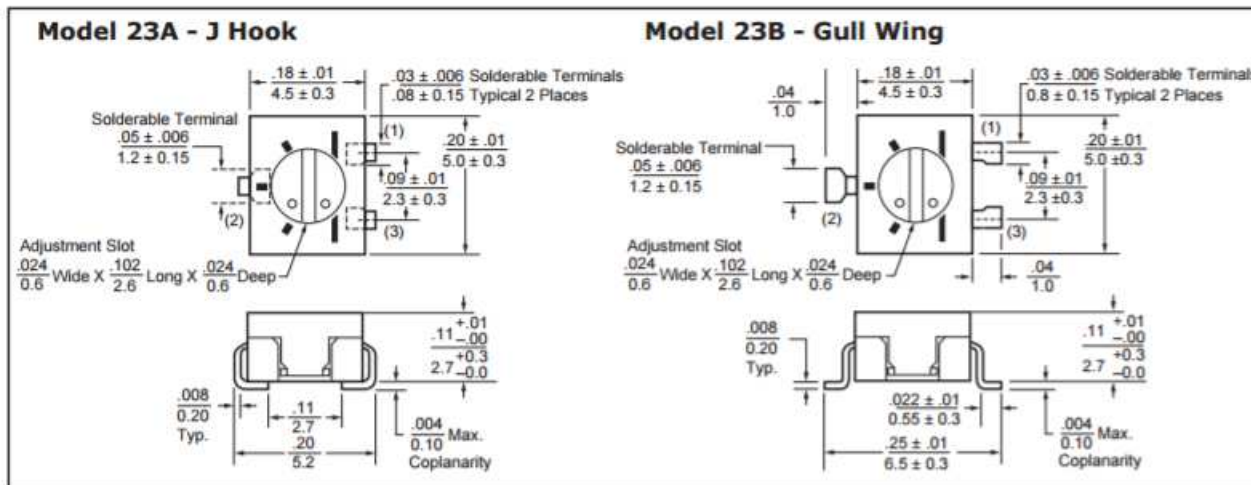 Model 23A - J Hook
.18 ± .01
4.5 ± 0.3
.03 ± .006 Solderable Terminals
.08 ± 0.15 Typical 2 Places
Solderable Terminal
.05 ± .006
1.2 ± 0.15
(1)
.20 ± .01
5.0 ± 0.3
.09 ± .01
2.3 ± 0.3
(2)
(3)
Adjustment Slot
.024 Wide X .102 Long X .024 Deep
0.6 2.6 0.6
+.01
.11 –.00
+0.3
2.7 –0.0
.008
0.20
Typ.
.11
2.7
.20
5.2
.004 Max.
0.10
Coplanarity
Model 23B - Gull Wing
.18 ± .01
4.5 ± 0.3
.03 ± .006 Solderable Terminals
0.8 ± 0.15 Typical 2 Places
.04
1.0
Solderable Terminal
.05 ± .006
1.2 ± 0.15
(1)
.20 ±.01
5.0 ±0.3
.09 ±.01
2.3 ±0.3
(2)
(3)
Adjustment Slot
.024 Wide X .102 Long X .024 Deep
0.6 2.6 0.6
.04
1.0
+.01
.11 –.00
+0.3
2.7 –0.0
.008
0.20
Typ.
.022 ± .01
0.55 ± 0.3
.25 ± .01
6.5 ± 0.3
.004 Max.
0.10
Coplanarity